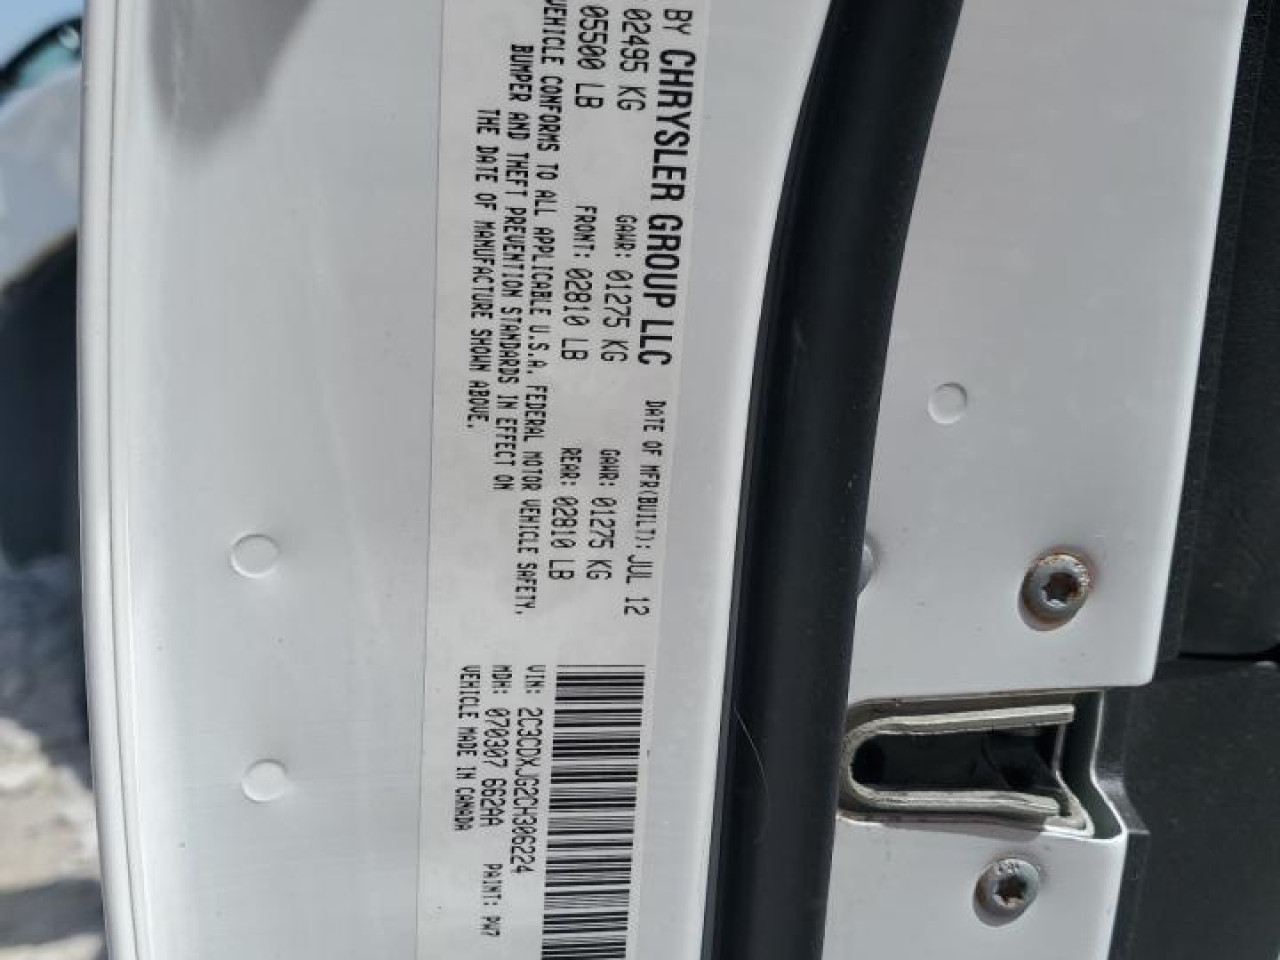 BY CHRYSLER GROUP LLC
DATE OF MFR(BUILT): JUL 12
02495 KG
GAWR: 01275 KG
GAWR: 01275 KG
05500 LB
FRONT: 02810 LB
REAR: 02810 LB
VEHICLE CONFORMS TO ALL APPLICABLE U.S.A. FEDERAL MOTOR VEHICLE SAFETY,
BUMPER AND THEFT PREVENTION STANDARDS IN EFFECT ON
THE DATE OF MANUFACTURE SHOWN ABOVE.
VIN: 2C3CDXJG2CH306224
MDH: 070307 662AA PAINT: PW7
VEHICLE MADE IN CANADA